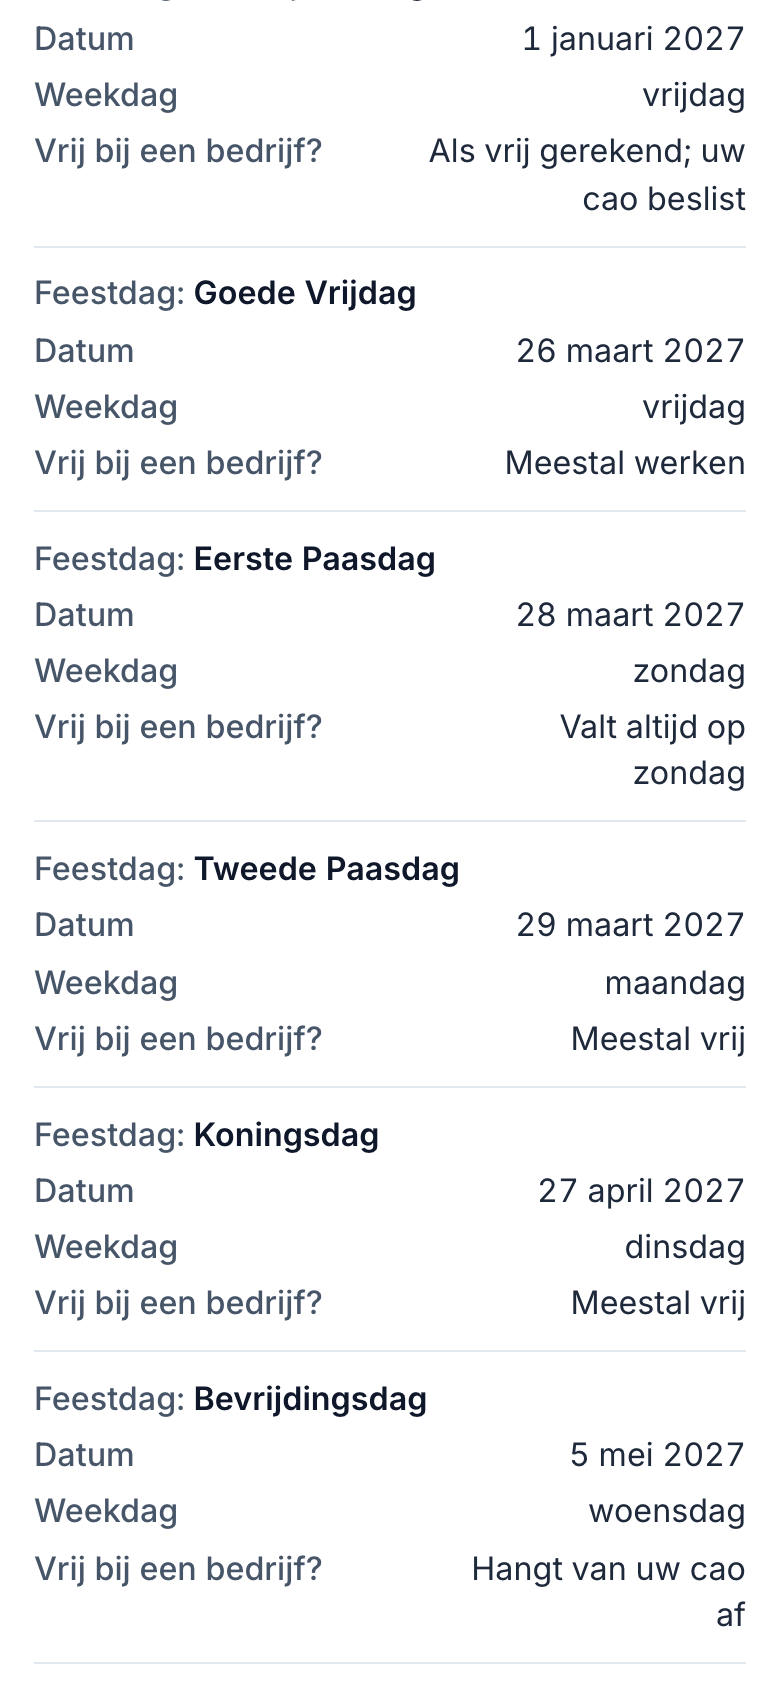 Datum 1 januari 2027
Weekdag vrijdag
Vrij bij een bedrijf? Als vrij gerekend; uw
cao beslist
Feestdag: Goede Vrijdag
Datum 26 maart 2027
Weekdag vrijdag
Vrij bij een bedrijf? Meestal werken
Feestdag: Eerste Paasdag
Datum 28 maart 2027
Weekdag zondag
Vrij bij een bedrijf? Valt altijd op
zondag
Feestdag: Tweede Paasdag
Datum 29 maart 2027
Weekdag maandag
Vrij bij een bedrijf? Meestal vrij
Feestdag: Koningsdag
Datum 27 april 2027
Weekdag dinsdag
Vrij bij een bedrijf? Meestal vrij
Feestdag: Bevrijdingsdag
Datum 5 mei 2027
Weekdag woensdag
Vrij bij een bedrijf? Hangt van uw cao
af